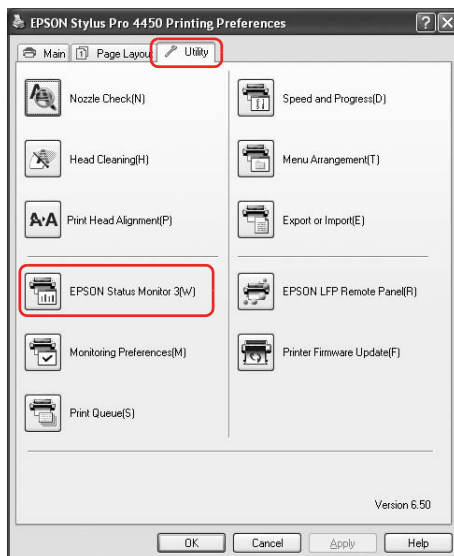 EPSON Stylus Pro 4450 Printing Preferences
Main
Page Layout
Utility
Nozzle Check(N)
Speed and Progress(D)
Head Cleaning(H)
Menu Arrangement(T)
A·A Print Head Alignment(P)
Export or Import(E)
EPSON Status Monitor 3(W)
EPSON LFP Remote Panel(R)
Monitoring Preferences(M)
Printer Firmware Update(F)
Print Queue(S)
Version 6.50
OK
Cancel
Apply
Help